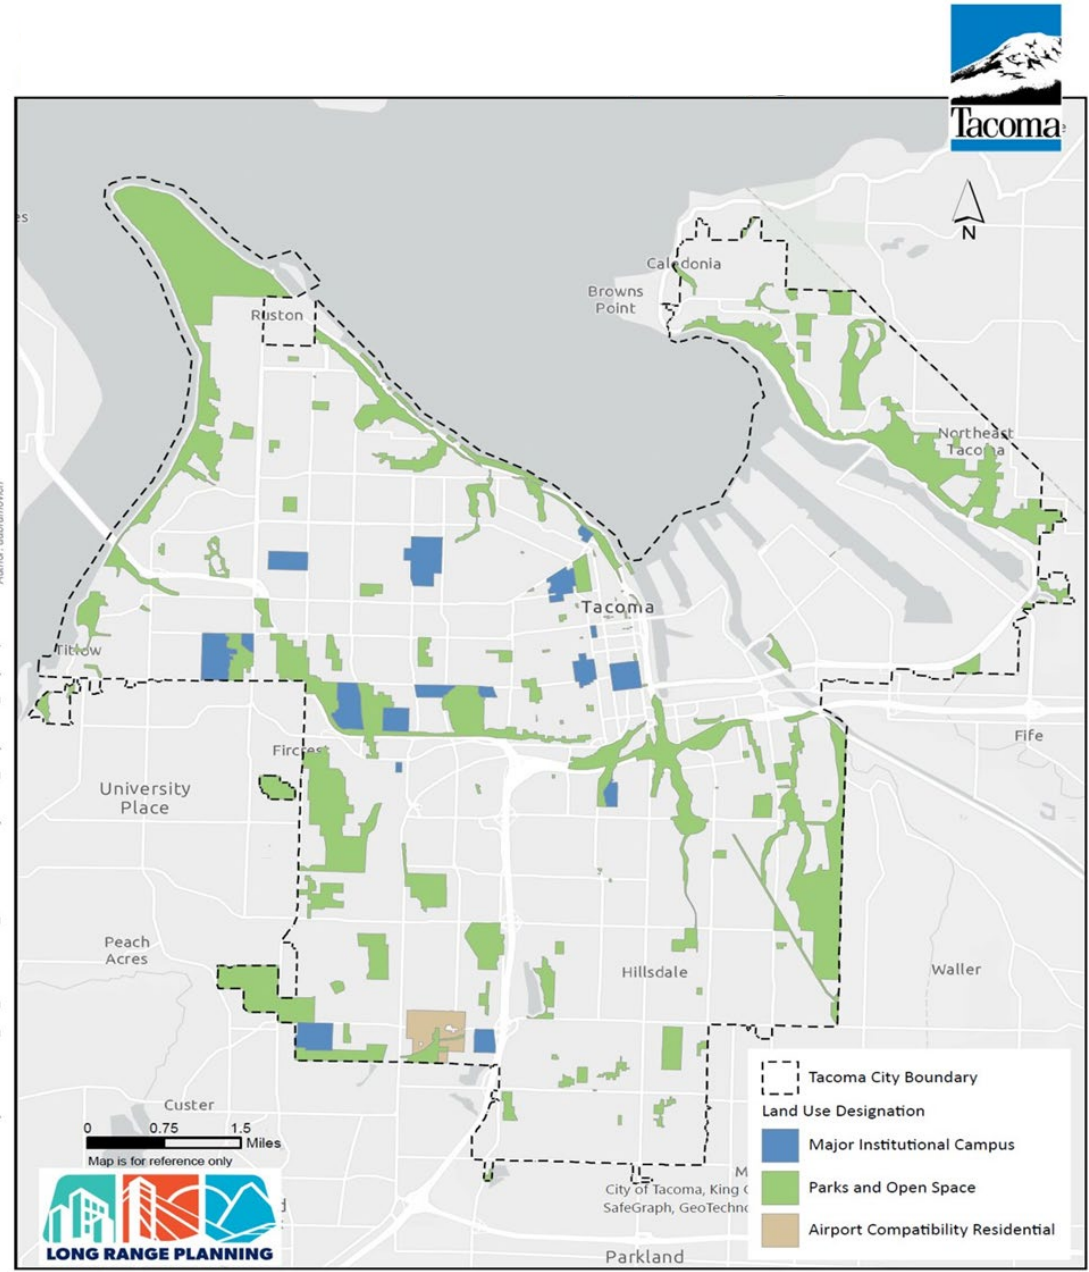 Tacoma
N
Caledonia
Browns
Point
Ruston
Northeast
Tacoma
Tacoma
Titlow
Fircrest
Fife
University
Place
Peach
Acres
Hillsdale
Waller
Custer
0 0.75 1.5
Miles
Map is for reference only
LONG RANGE PLANNING
Tacoma City Boundary
Land Use Designation
Major Institutional Campus
Parks and Open Space
Airport Compatibility Residential
City of Tacoma, King
SafeGraph, GeoTechn
Parkland